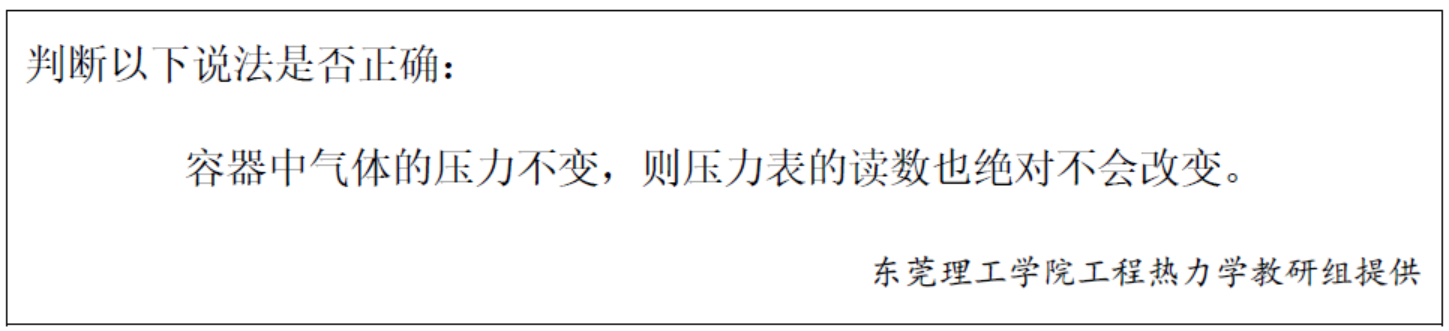 判断以下说法是否正确：
容器中气体的压力不变，则压力表的读数也绝对不会改变。
东莞理工学院工程热力学教研组提供